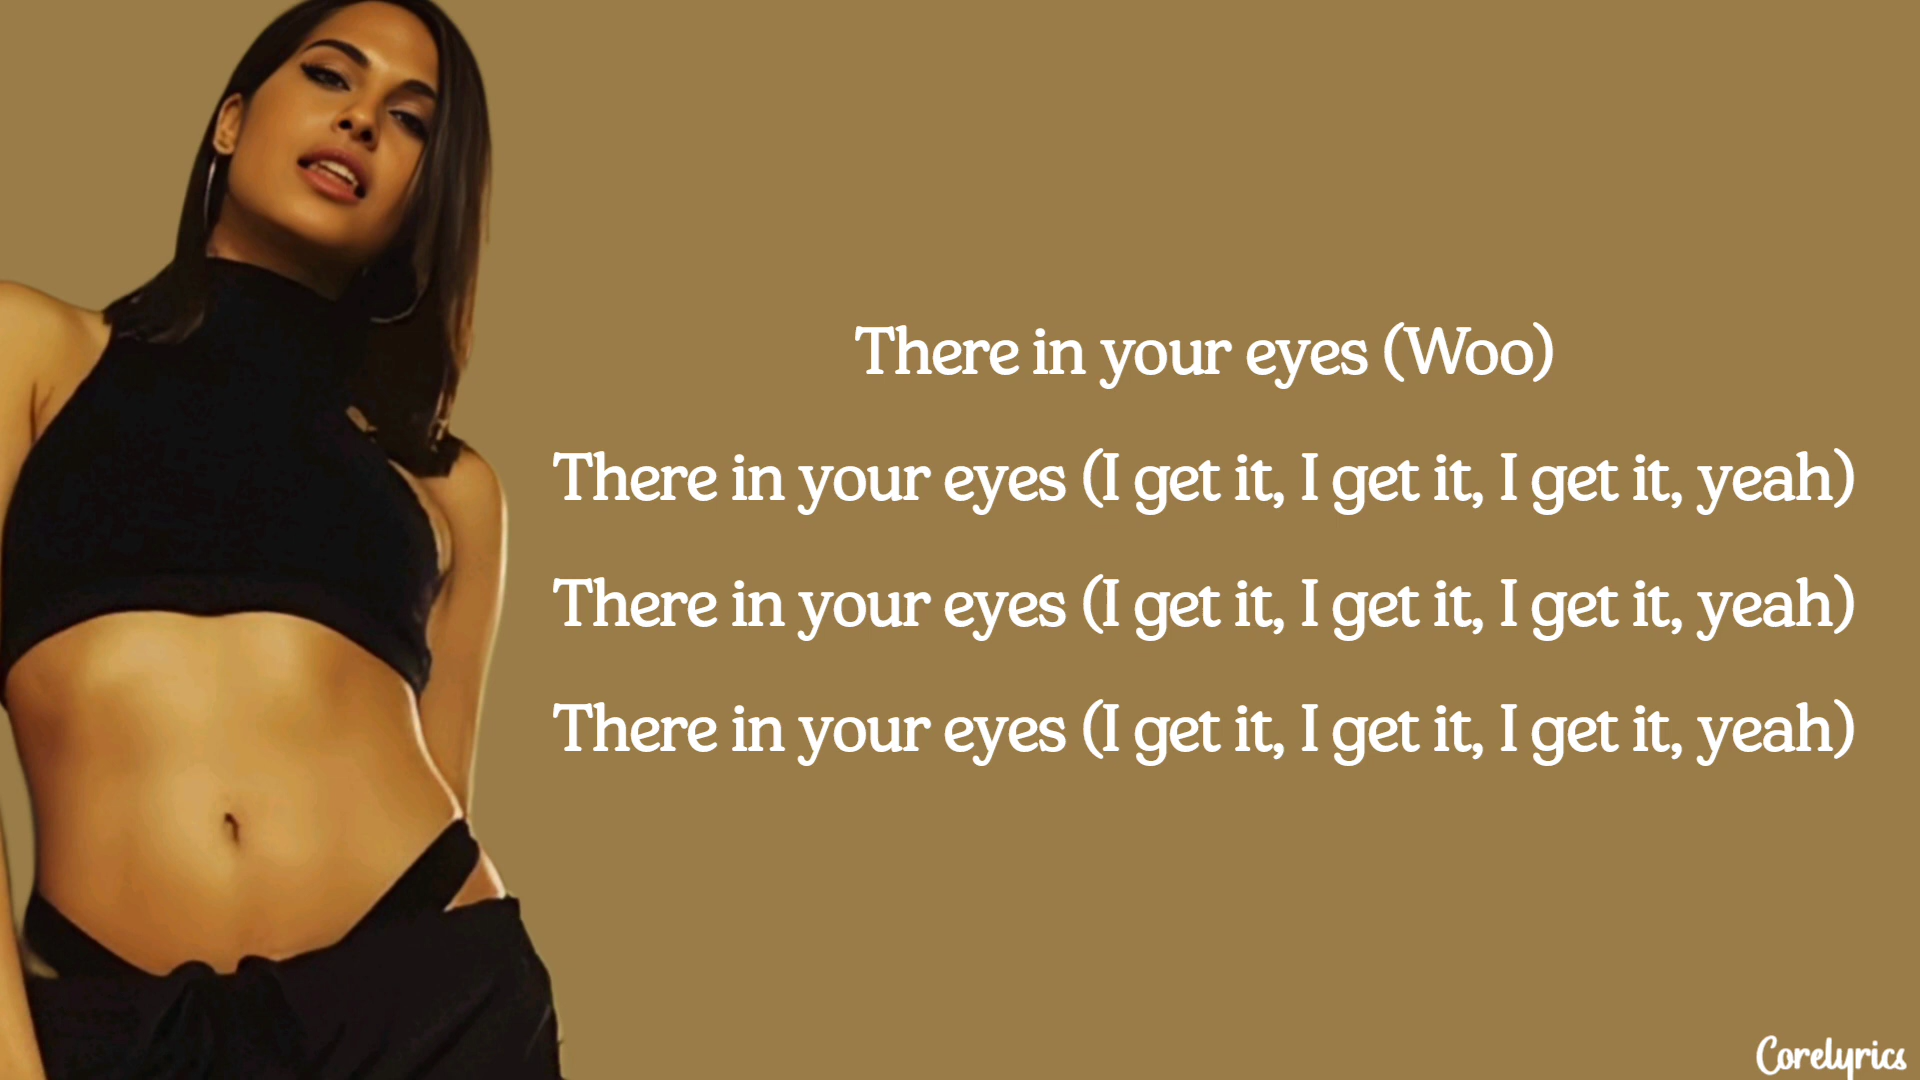 There in your eyes (Woo)
There in your eyes (I get it, I get it, I get it, yeah)
There in your eyes (I get it, I get it, I get it, yeah)
There in your eyes (I get it, I get it, I get it, yeah)
Corelyrics